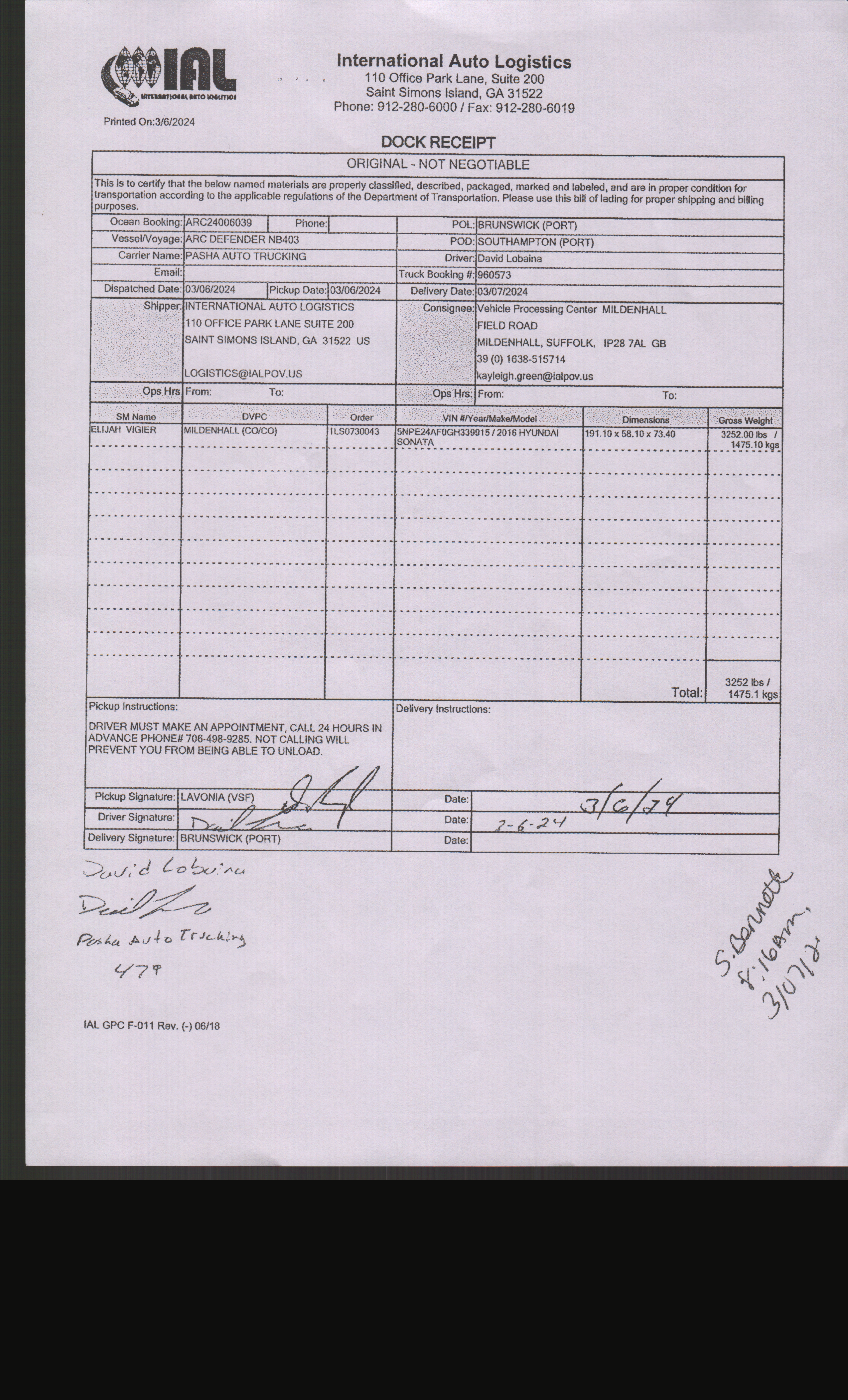 IAL
INTERNATIONAL AUTO LOGISTICS
International Auto Logistics
110 Office Park Lane, Suite 200
Saint Simons Island, GA 31522
Phone: 912-280-6000 / Fax: 912-280-6019
Printed On:3/6/2024
DOCK RECEIPT
ORIGINAL - NOT NEGOTIABLE
This is to certify that the below named materials are properly classified, described, packaged, marked and labeled, and are in proper condition for
transportation according to the applicable regulations of the Department of Transportation. Please use this bill of lading for proper shipping and billing
purposes.
Ocean Booking: ARC24006039 Phone: POL: BRUNSWICK (PORT)
Vessel/Voyage: ARC DEFENDER NB403 POD: SOUTHAMPTON (PORT)
Carrier Name: PASHA AUTO TRUCKING Driver: David Lobaina
Email: Truck Booking #: 960573
Dispatched Date: 03/06/2024 Pickup Date: 03/06/2024 Delivery Date: 03/07/2024
Shipper: INTERNATIONAL AUTO LOGISTICS
110 OFFICE PARK LANE SUITE 200
SAINT SIMONS ISLAND, GA 31522 US
LOGISTICS@IALPOV.US
Consignee: Vehicle Processing Center MILDENHALL
FIELD ROAD
MILDENHALL, SUFFOLK, IP28 7AL GB
39 (0) 1638-515714
kayleigh.green@ialpov.us
Ops Hrs From: To: Ops Hrs: From: To:
SM Name DVPC Order VIN #/Year/Make/Model Dimensions Gross Weight
ELIJAH VIGIER MILDENHALL (CO/CO) 1LS0730043 5NPE24AF0GH339915 / 2016 HYUNDAI 191.10 x 58.10 x 73.40 3252.00 lbs /
SONATA 1475.10 kgs
Total: 3252 lbs /
1475.1 kgs
Pickup Instructions:
DRIVER MUST MAKE AN APPOINTMENT, CALL 24 HOURS IN
ADVANCE PHONE# 706-498-9285. NOT CALLING WILL
PREVENT YOU FROM BEING ABLE TO UNLOAD.
Delivery Instructions:
Pickup Signature: LAVONIA (VSF) Date: 3/6/24
Driver Signature: Date: 3-6-24
Delivery Signature: BRUNSWICK (PORT) Date:
David Lobaina
Pasha Auto Trucking
479
S. Bennett
8:16am,
3/07/2
IAL GPC F-011 Rev. (-) 06/18